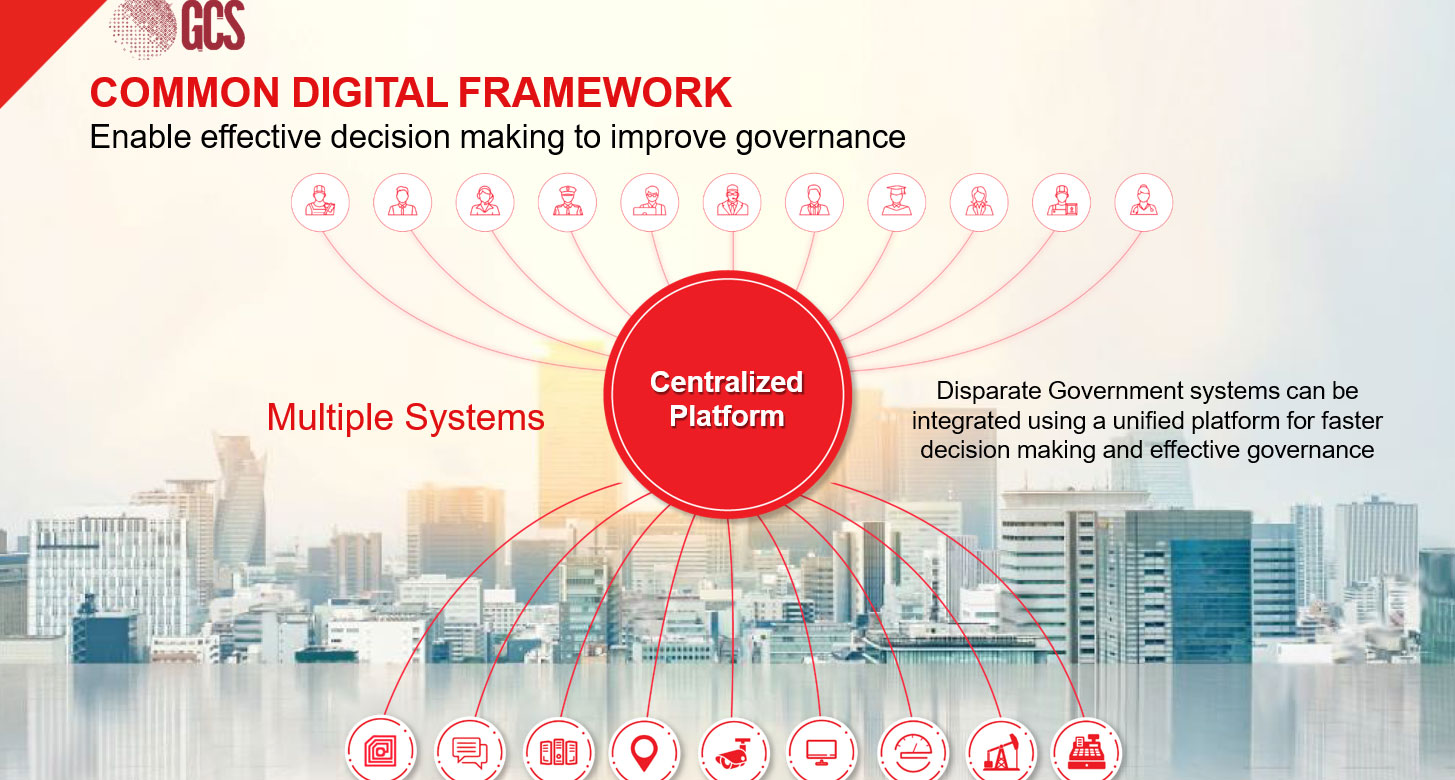 GCS
COMMON DIGITAL FRAMEWORK
Enable effective decision making to improve governance
Centralized
Platform
Multiple Systems
Disparate Government systems can be
integrated using a unified platform for faster
decision making and effective governance